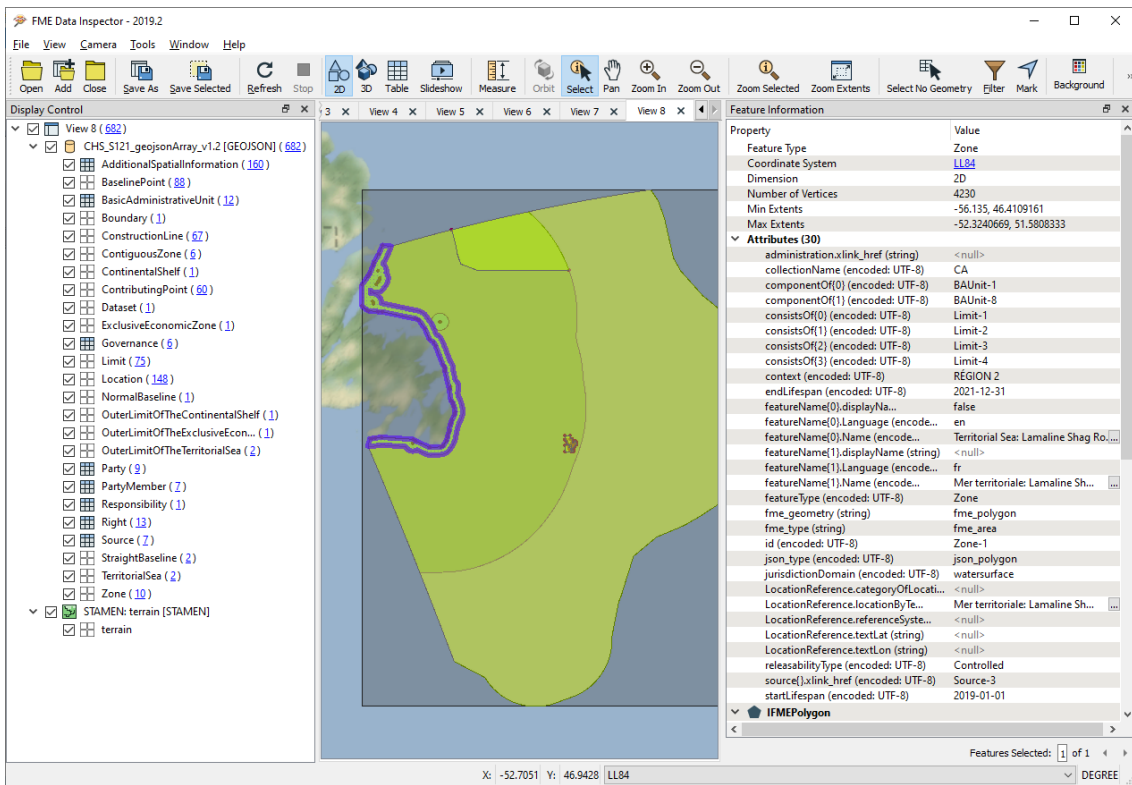 FME Data Inspector - 2019.2
File View Camera Tools Window Help
Open Add Close Save As Save Selected Refresh Stop 2D 3D Table Slideshow Measure Orbit Select Pan Zoom In Zoom Out Zoom Selected Zoom Extents Select No Geometry Filter Mark Background »
Display Control
View 8 (682)
CHS_S121_geojsonArray_v1.2 [GEOJSON] (682)
AdditionalSpatialInformation (160)
BaselinePoint (88)
BasicAdministrativeUnit (12)
Boundary (1)
ConstructionLine (67)
ContiguousZone (6)
ContinentalShelf (1)
ContributingPoint (60)
Dataset (1)
ExclusiveEconomicZone (1)
Governance (6)
Limit (75)
Location (148)
NormalBaseline (1)
OuterLimitOfTheContinentalShelf (1)
OuterLimitOfTheExclusiveEcon... (1)
OuterLimitOfTheTerritorialSea (2)
Party (9)
PartyMember (7)
Responsibility (1)
Right (13)
Source (7)
StraightBaseline (2)
TerritorialSea (2)
Zone (10)
STAMEN: terrain [STAMEN]
terrain
3 View 4 View 5 View 6 View 7 View 8
Feature Information
Property Value
Feature Type Zone
Coordinate System LL84
Dimension 2D
Number of Vertices 4230
Min Extents -56.135, 46.4109161
Max Extents -52.3240669, 51.5808333
Attributes (30)
administration.xlink_href (string) <null>
collectionName (encoded: UTF-8) CA
componentOf{0} (encoded: UTF-8) BAUnit-1
componentOf{1} (encoded: UTF-8) BAUnit-8
consistsOf{0} (encoded: UTF-8) Limit-1
consistsOf{1} (encoded: UTF-8) Limit-2
consistsOf{2} (encoded: UTF-8) Limit-3
consistsOf{3} (encoded: UTF-8) Limit-4
context (encoded: UTF-8) RÉGION 2
endLifespan (encoded: UTF-8) 2021-12-31
featureName{0}.displayNa... false
featureName{0}.Language (encode... en
featureName{0}.Name (encode... Territorial Sea: Lamaline Shag Ro... ...
featureName{1}.displayName (string) <null>
featureName{1}.Language (encode... fr
featureName{1}.Name (encode... Mer territoriale: Lamaline Sh... ...
featureType (encoded: UTF-8) Zone
fme_geometry (string) fme_polygon
fme_type (string) fme_area
id (encoded: UTF-8) Zone-1
json_type (encoded: UTF-8) json_polygon
jurisdictionDomain (encoded: UTF-8) watersurface
LocationReference.categoryOfLocati... <null>
LocationReference.locationByTe... Mer territoriale: Lamaline Sh... ...
LocationReference.referenceSyste... <null>
LocationReference.textLat (string) <null>
LocationReference.textLon (string) <null>
releasabilityType (encoded: UTF-8) Controlled
source{}.xlink_href (encoded: UTF-8) Source-3
startLifespan (encoded: UTF-8) 2019-01-01
IFMEPolygon
Features Selected: 1 of 1
X: -52.7051 Y: 46.9428 LL84 DEGREE